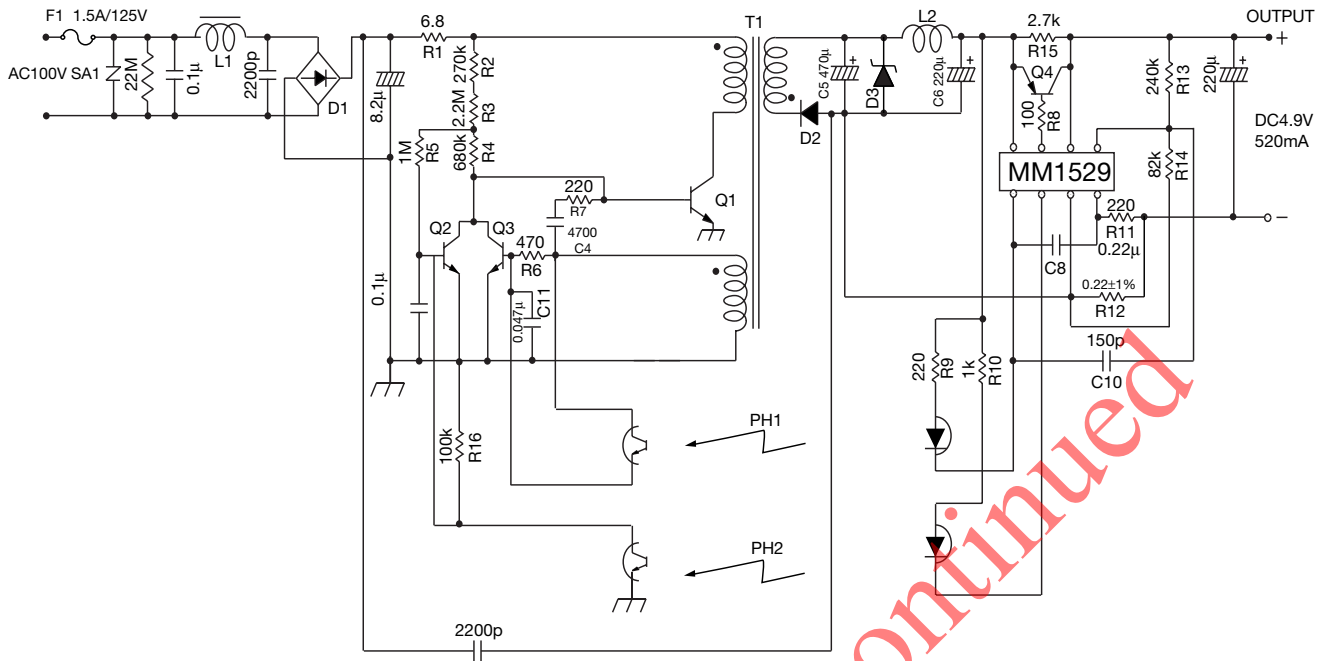 F1 1.5A/125V
AC100V SA1
22M
0.1μ
L1
2200p
D1
8.2μ
6.8
R1
270k
R2
2.2M
R3
1M
R5
680k
R4
220
R7
4700
C4
Q1
Q2
Q3
470
R6
0.1μ
0.047μ
C11
100k
R16
2200p
T1
PH1
PH2
C5 470μ
+
D3
D2
L2
C6 220μ
+
2.7k
R15
Q4
100
R8
MM1529
240k
R13
82k
R14
220μ
+
OUTPUT
+
DC4.9V
520mA
−
220
R11
0.22μ
C8
0.22±1%
R12
150p
C10
220
R9
1k
R10
ontinued